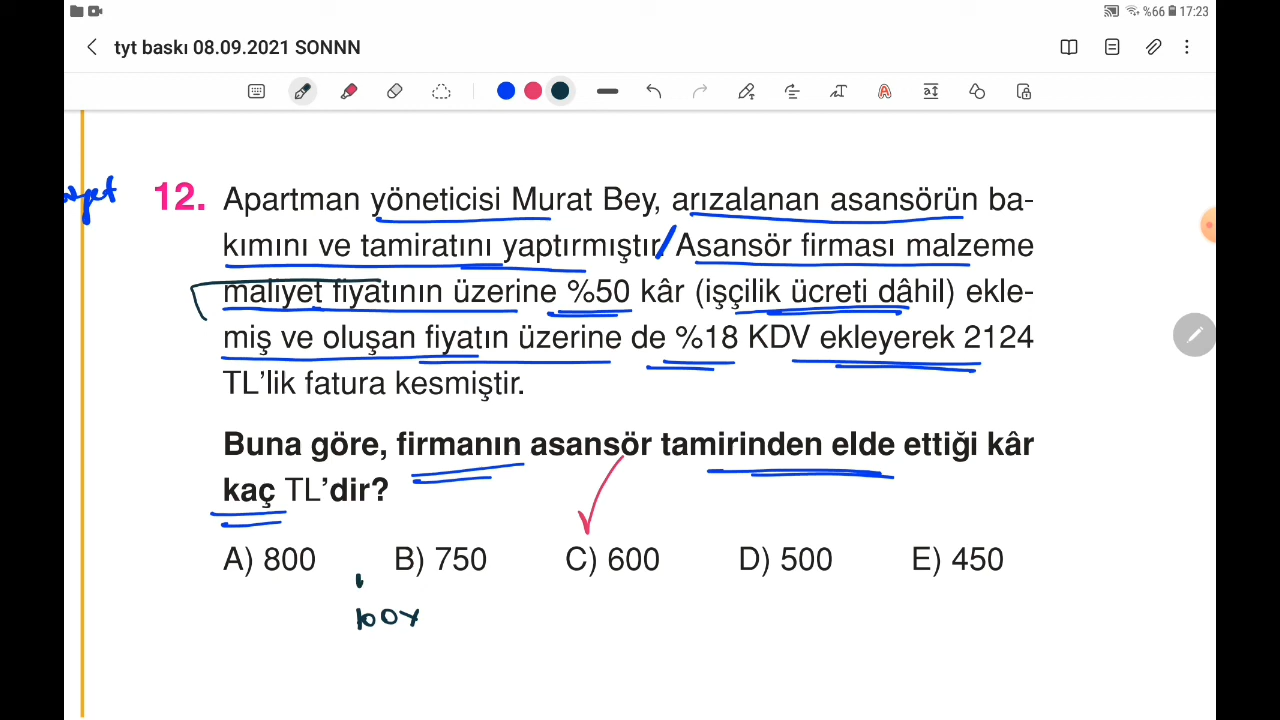 %66 17:23
tyt baskı 08.09.2021 SONNN
12. Apartman yöneticisi Murat Bey, arızalanan asansörün ba-
kımını ve tamiratını yaptırmıştır. Asansör firması malzeme
maliyet fiyatının üzerine %50 kâr (işçilik ücreti dâhil) ekle-
miş ve oluşan fiyatın üzerine de %18 KDV ekleyerek 2124
TL'lik fatura kesmiştir.
Buna göre, firmanın asansör tamirinden elde ettiği kâr
kaç TL'dir?
A) 800 B) 750 C) 600 D) 500 E) 450
100x